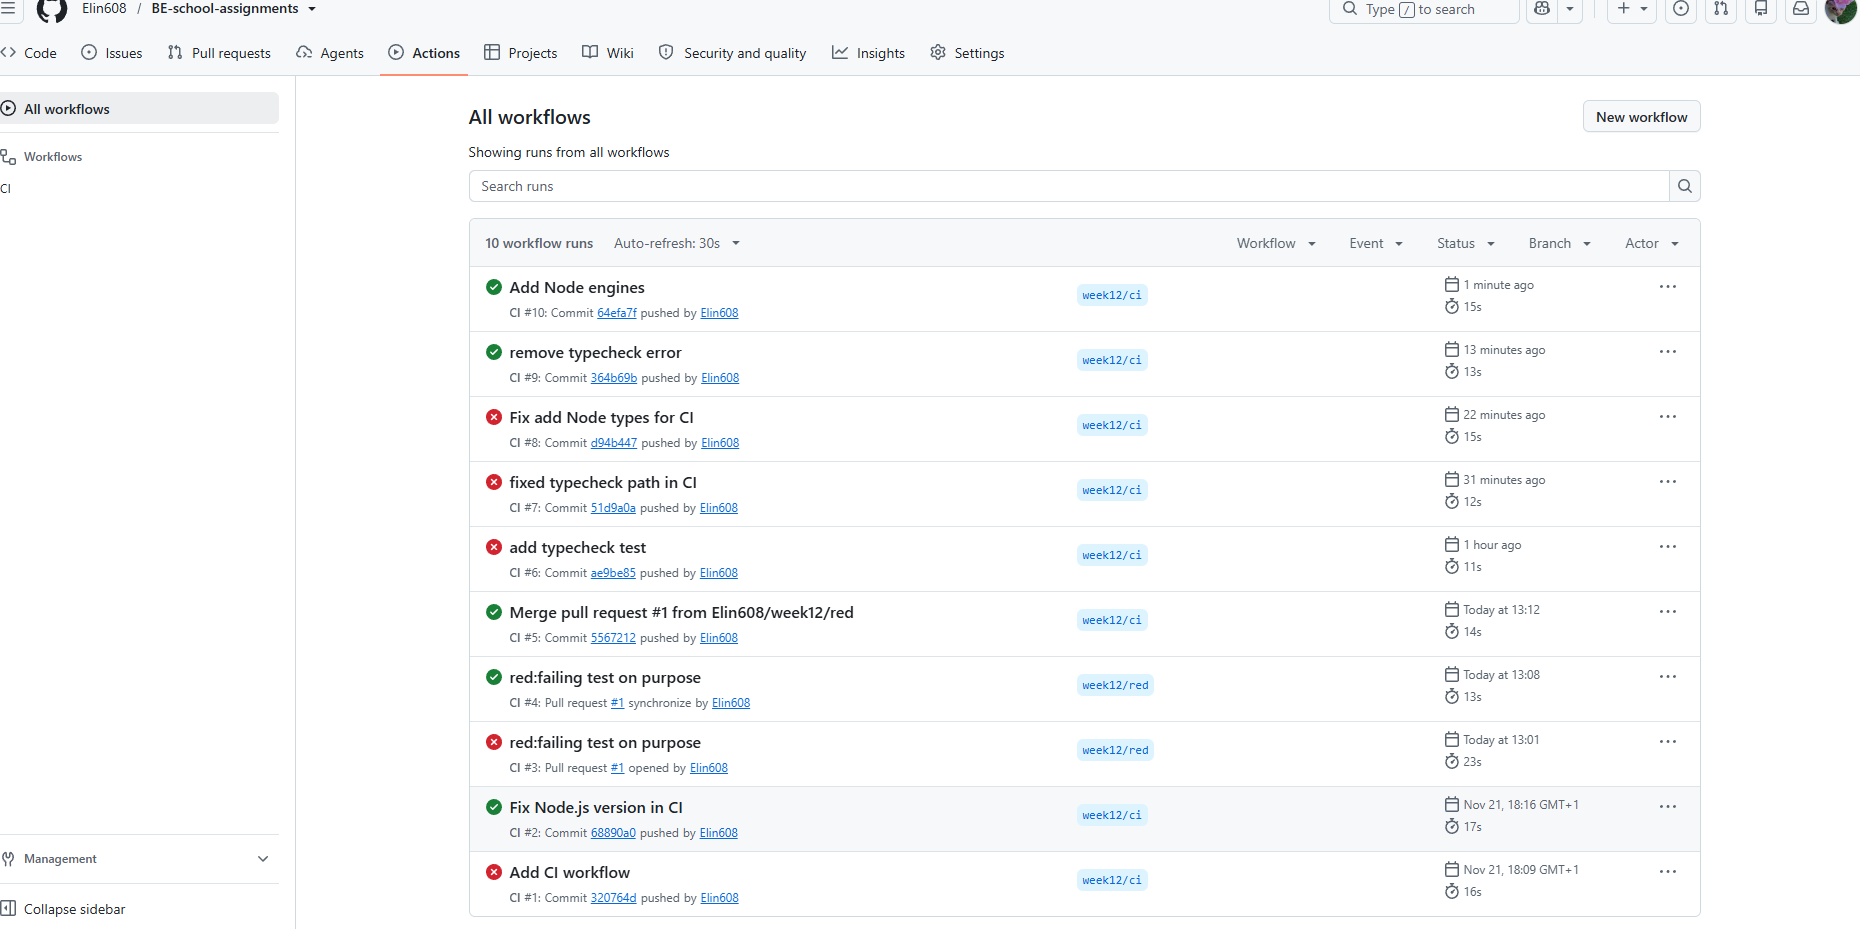 Elin608 / BE-school-assignments
Type / to search
Code
Issues
Pull requests
Agents
Actions
Projects
Wiki
Security and quality
Insights
Settings
All workflows
Workflows
CI
Management
Collapse sidebar
All workflows
New workflow
Showing runs from all workflows
Search runs
10 workflow runs
Auto-refresh: 30s
Workflow
Event
Status
Branch
Actor
Add Node engines
CI #10: Commit 64efa7f pushed by Elin608
week12/ci
1 minute ago
15s
remove typecheck error
CI #9: Commit 364b69b pushed by Elin608
week12/ci
13 minutes ago
13s
Fix add Node types for CI
CI #8: Commit d94b447 pushed by Elin608
week12/ci
22 minutes ago
15s
fixed typecheck path in CI
CI #7: Commit 51d9a0a pushed by Elin608
week12/ci
31 minutes ago
12s
add typecheck test
CI #6: Commit ae9be85 pushed by Elin608
week12/ci
1 hour ago
11s
Merge pull request #1 from Elin608/week12/red
CI #5: Commit 5567212 pushed by Elin608
week12/ci
Today at 13:12
14s
red:failing test on purpose
CI #4: Pull request #1 synchronize by Elin608
week12/red
Today at 13:08
13s
red:failing test on purpose
CI #3: Pull request #1 opened by Elin608
week12/red
Today at 13:01
23s
Fix Node.js version in CI
CI #2: Commit 68890a0 pushed by Elin608
week12/ci
Nov 21, 18:16 GMT+1
17s
Add CI workflow
CI #1: Commit 320764d pushed by Elin608
week12/ci
Nov 21, 18:09 GMT+1
16s